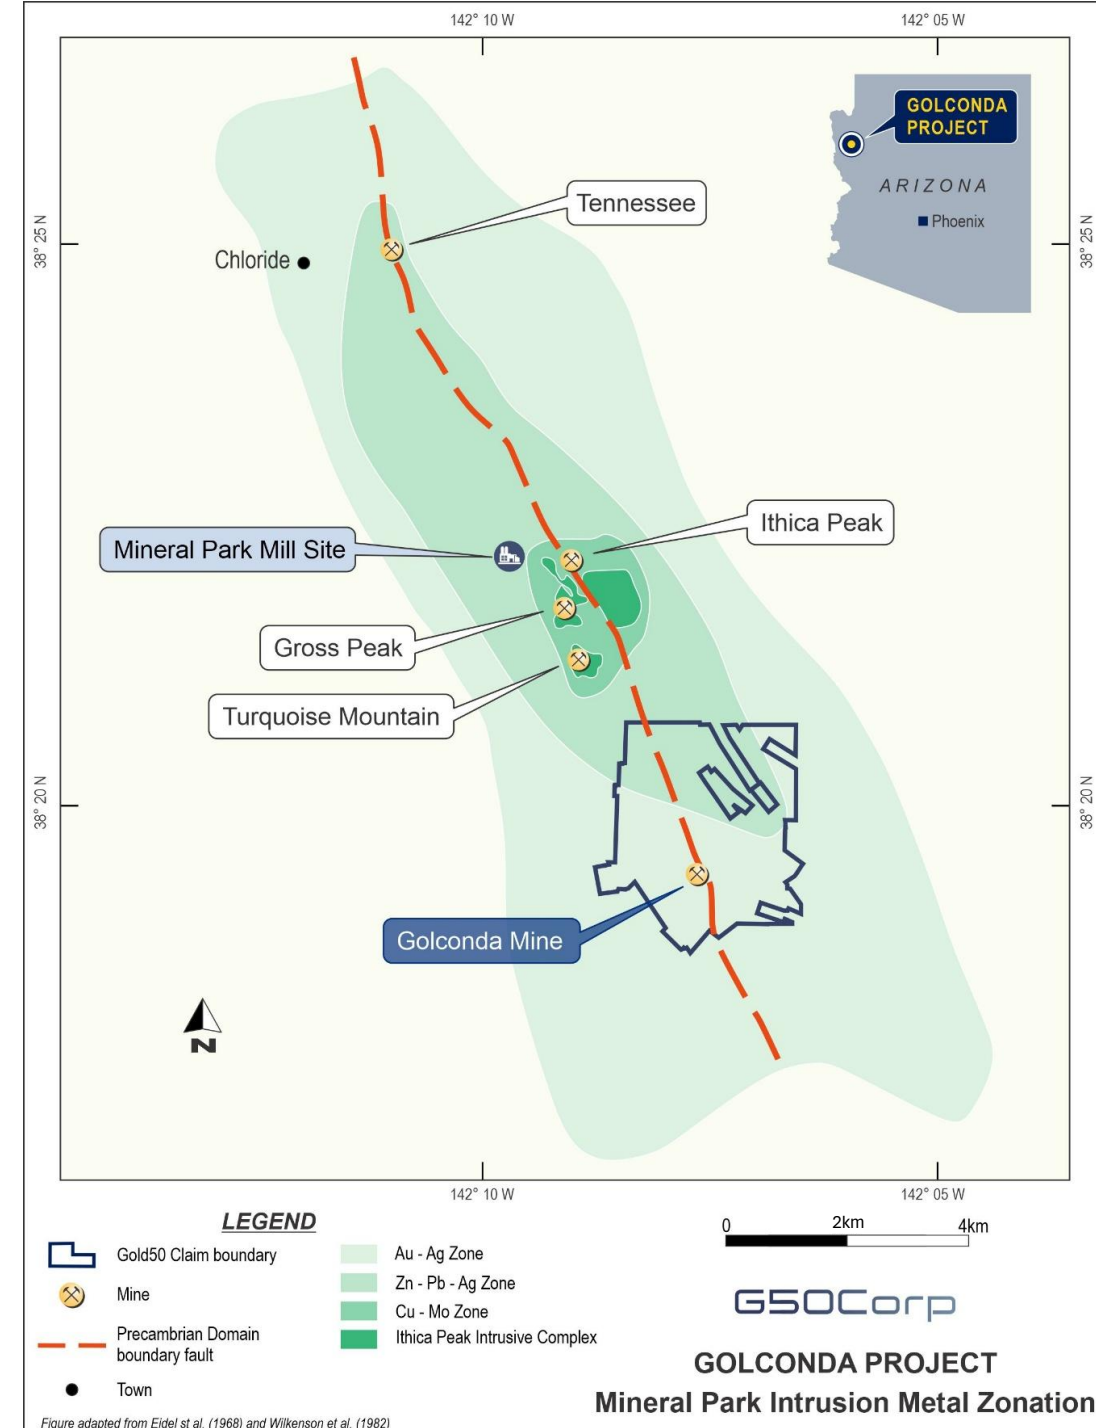 142° 10 W
142° 05 W
GOLCONDA
PROJECT
ARIZONA
Phoenix
Tennessee
38° 25 N
38° 25 N
Chloride
Ithica Peak
Mineral Park Mill Site
Gross Peak
Turquoise Mountain
38° 20 N
38° 20 N
Golconda Mine
N
142° 10 W
142° 05 W
LEGEND
Gold50 Claim boundary
Mine
Precambrian Domain
boundary fault
Town
Au - Ag Zone
Zn - Pb - Ag Zone
Cu - Mo Zone
Ithica Peak Intrusive Complex
0 2km 4km
G50Corp
GOLCONDA PROJECT
Mineral Park Intrusion Metal Zonation
Figure adapted from Eidel st al. (1968) and Wilkenson et al. (1982)